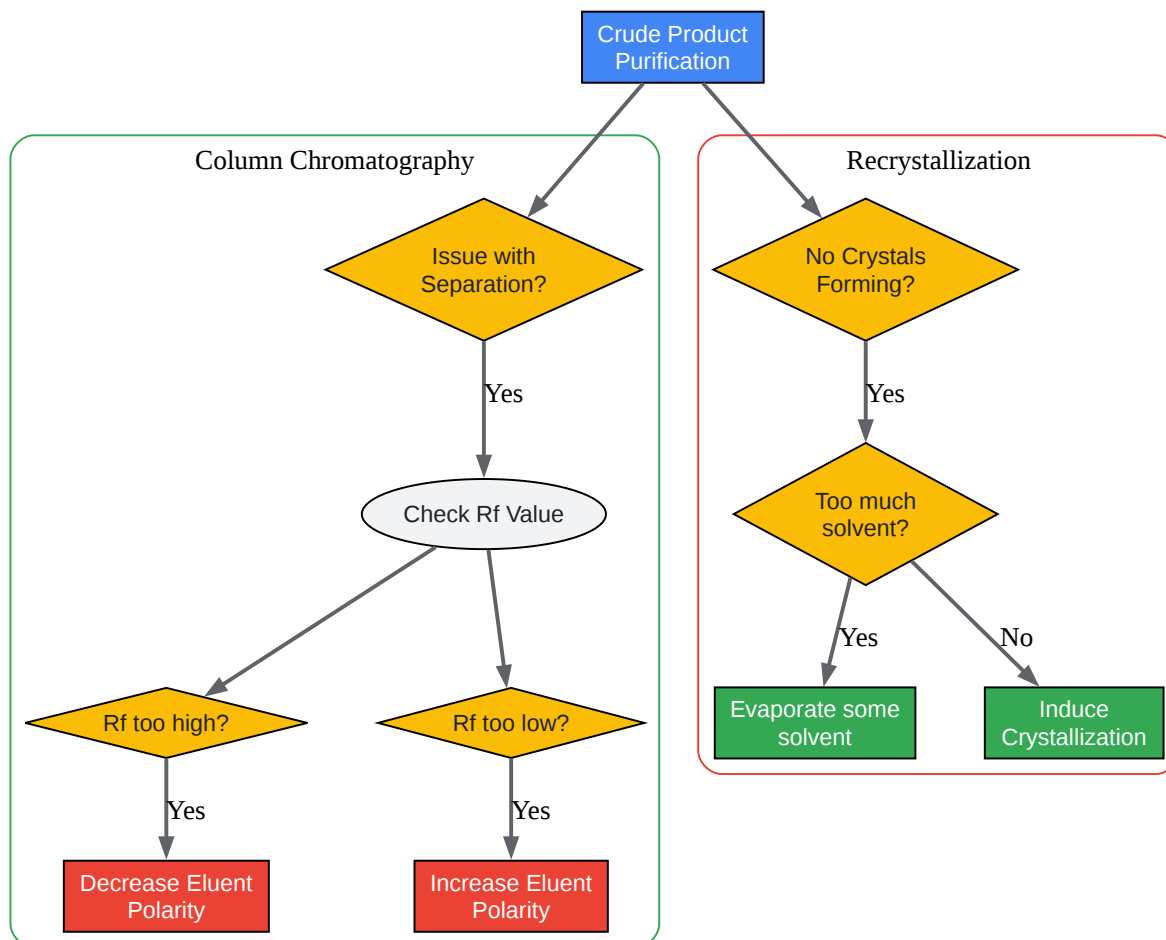 Crude Product
Purification
Column Chromatography
Issue with
Separation?
Yes
Check Rf Value
Rf too high?
Rf too low?
Yes
Yes
Decrease Eluent
Polarity
Increase Eluent
Polarity
Recrystallization
No Crystals
Forming?
Yes
Too much
solvent?
Yes
No
Evaporate some
solvent
Induce
Crystallization